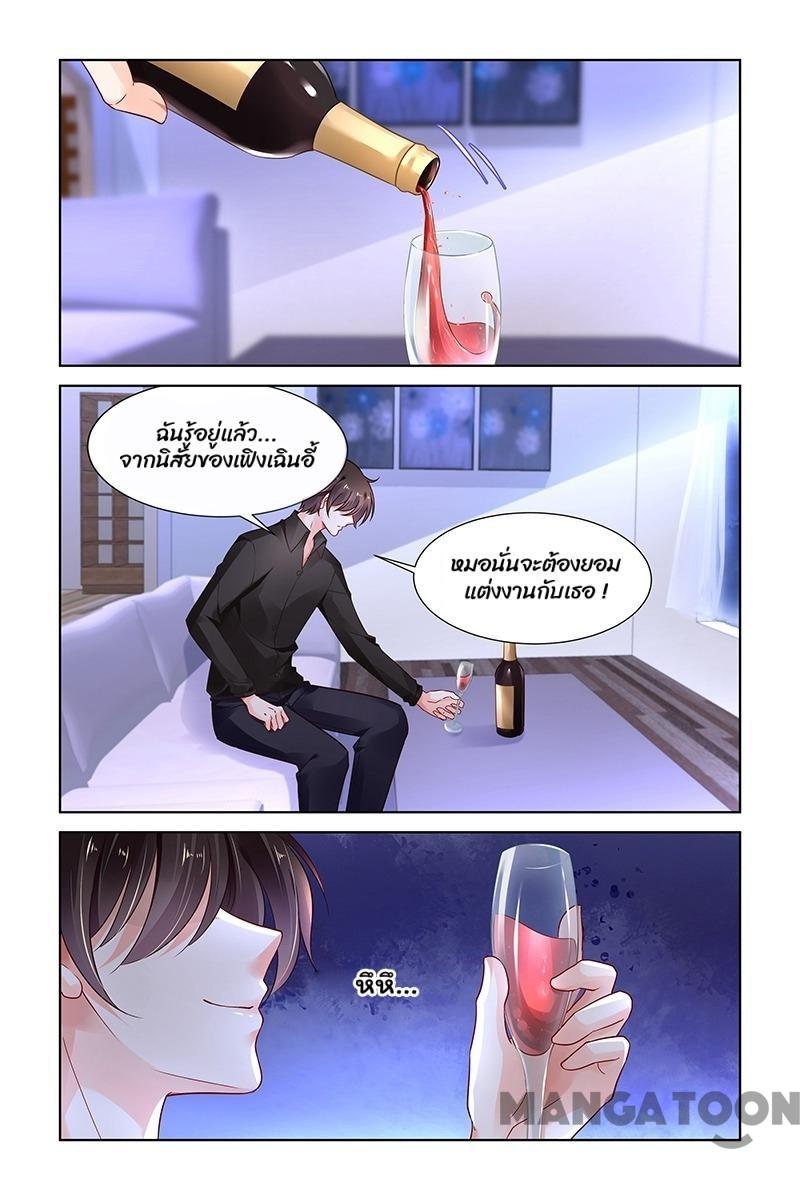 ฉันรู้อยู่แล้ว...
จากนิสัยของเฟิงเฉินอี้
หมอนั่นจะต้องยอม
แต่งงานกับเธอ !
หึหึ...
MANGATOON